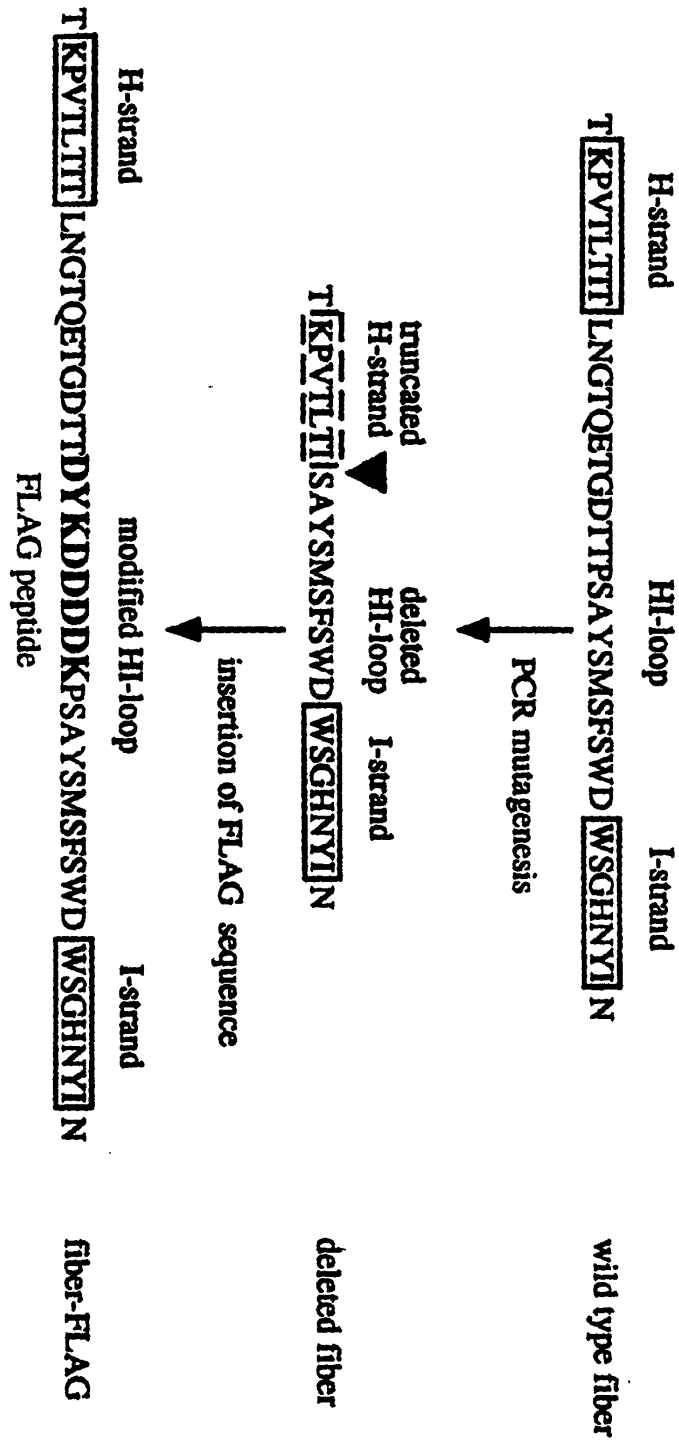 H-strand HI-loop I-strand
T KPVTLTIT LNGTQETGDTTPSAYSMSFSWD WSGHNYI N wild type fiber
PCR mutagenesis
truncated deleted
H-strand HI-loop I-strand
T KPVTLTI SAYSMSFSWD WSGHNYI N deleted fiber
insertion of FLAG sequence
H-strand modified HI-loop I-strand
T KPVTLTIT LNGTQETGDTTDYKDDDDKPSAYSMSFSWD WSGHNYI N fiber-FLAG
FLAG peptide